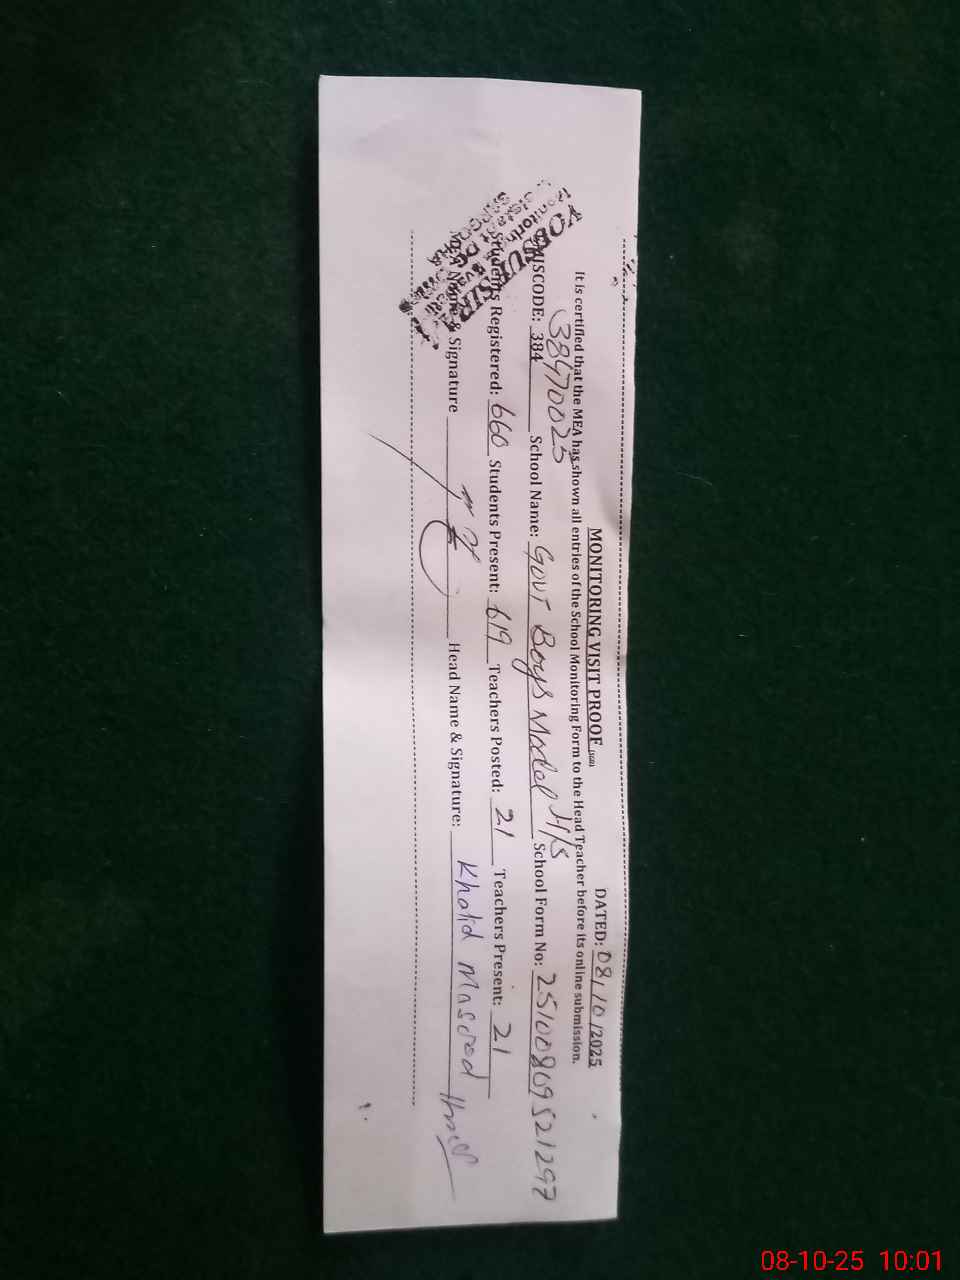 MONITORING VISIT PROOF
DATED: 08/10/2025
It is certified that the MEA has shown all entries of the School Monitoring Form to the Head Teacher before its online submission.
38470025
EMISCODE: 384 School Name: GOVT Boys Model H/S School Form No: 25100809521297
Students Registered: 660 Students Present: 619 Teachers Posted: 21 Teachers Present: 21
Name & Signature Head Name & Signature: Khalid Masood
SARGODHA
08-10-25 10:01